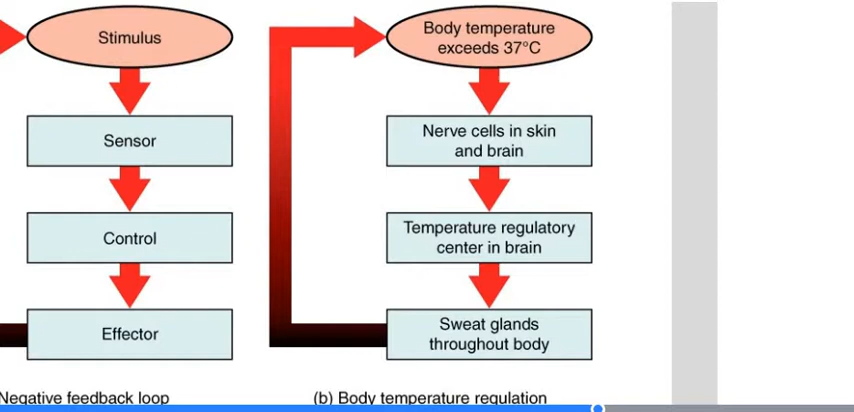 Stimulus
Sensor
Control
Effector
Negative feedback loop
Body temperature
exceeds 37°C
Nerve cells in skin
and brain
Temperature regulatory
center in brain
Sweat glands
throughout body
(b) Body temperature regulation